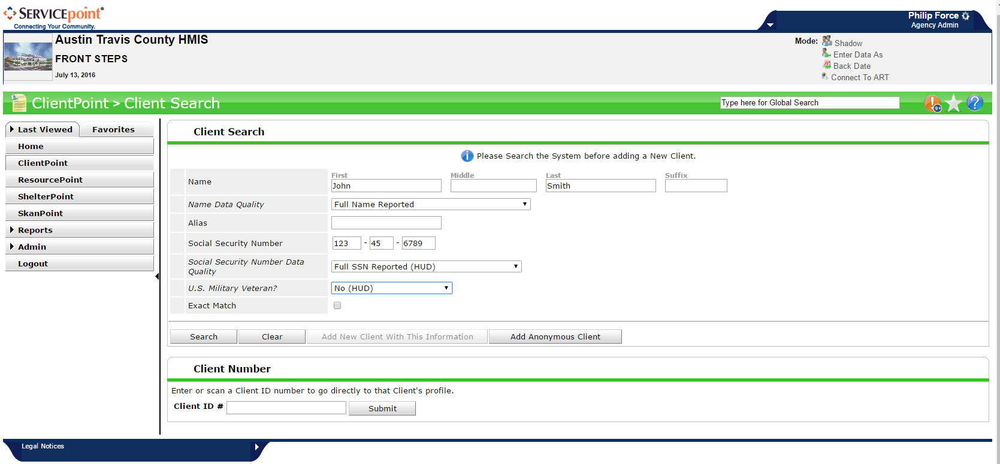 SERVICEpoint®
Connecting Your Community.
Philip Force
Agency Admin
Austin Travis County HMIS
FRONT STEPS
July 13, 2016
Mode: Shadow
Enter Data As
Back Date
Connect To ART
ClientPoint > Client Search
Type here for Global Search
9+
Last Viewed Favorites
Home
ClientPoint
ResourcePoint
ShelterPoint
SkanPoint
Reports
Admin
Logout
Client Search
Please Search the System before adding a New Client.
First Middle Last Suffix
Name John Smith
Name Data Quality Full Name Reported
Alias
Social Security Number 123 - 45 - 6789
Social Security Number Data
Quality Full SSN Reported (HUD)
U.S. Military Veteran? No (HUD)
Exact Match
Search Clear Add New Client With This Information Add Anonymous Client
Client Number
Enter or scan a Client ID number to go directly to that Client's profile.
Client ID # Submit
Legal Notices